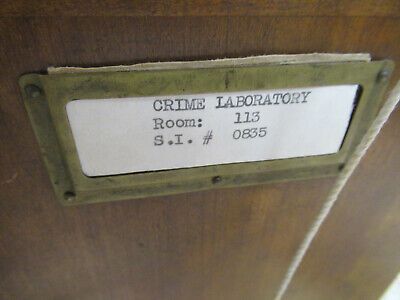 CRIME LABORATORY
Room: 113
S.I. # 0835